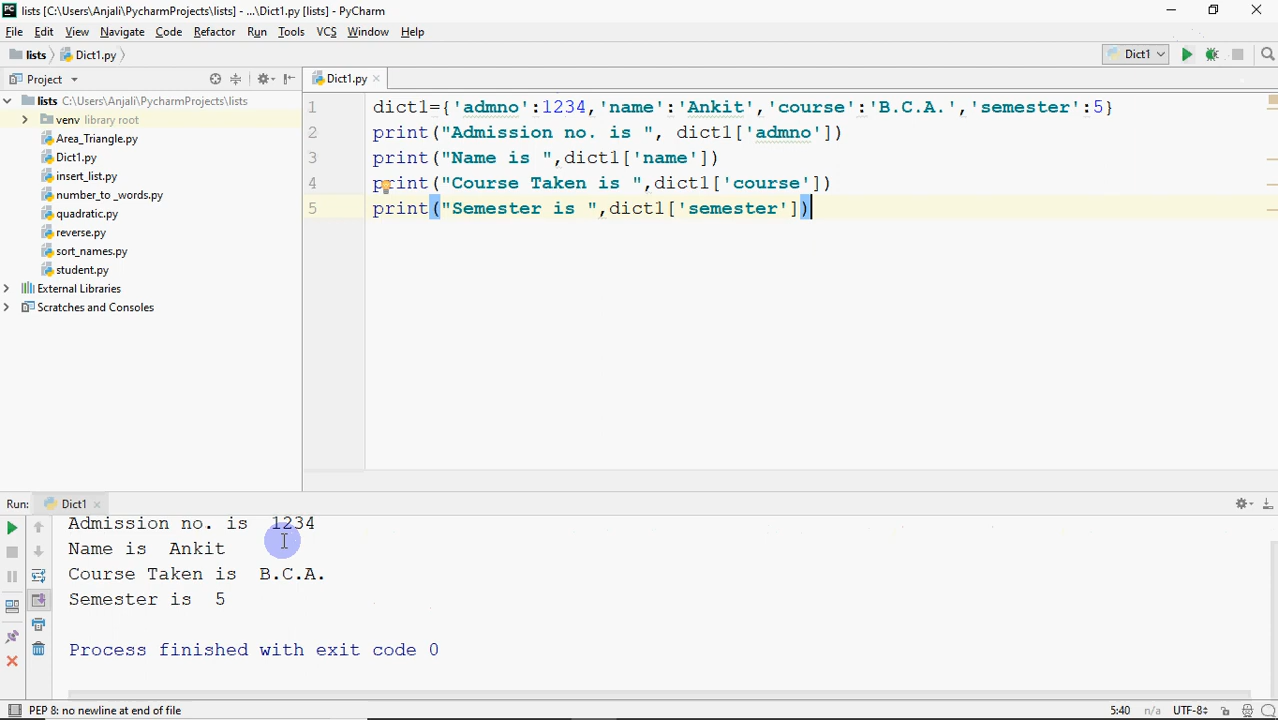 lists [C:\Users\Anjali\PycharmProjects\lists] - ...\Dict1.py [lists] - PyCharm
File Edit View Navigate Code Refactor Run Tools VCS Window Help
lists Dict1.py Dict1
Project Dict1.py
lists C:\Users\Anjali\PycharmProjects\lists
venv library root
Area_Triangle.py
Dict1.py
insert_list.py
number_to _words.py
quadratic.py
reverse.py
sort_names.py
student.py
External Libraries
Scratches and Consoles
1 dict1={'admno':1234,'name':'Ankit','course':'B.C.A.','semester':5}
2 print("Admission no. is ", dict1['admno'])
3 print("Name is ",dict1['name'])
4 print("Course Taken is ",dict1['course'])
5 print("Semester is ",dict1['semester'])
Run: Dict1
Admission no. is  1234
Name is  Ankit
Course Taken is  B.C.A.
Semester is  5
Process finished with exit code 0
PEP 8: no newline at end of file 5:40 n/a UTF-8